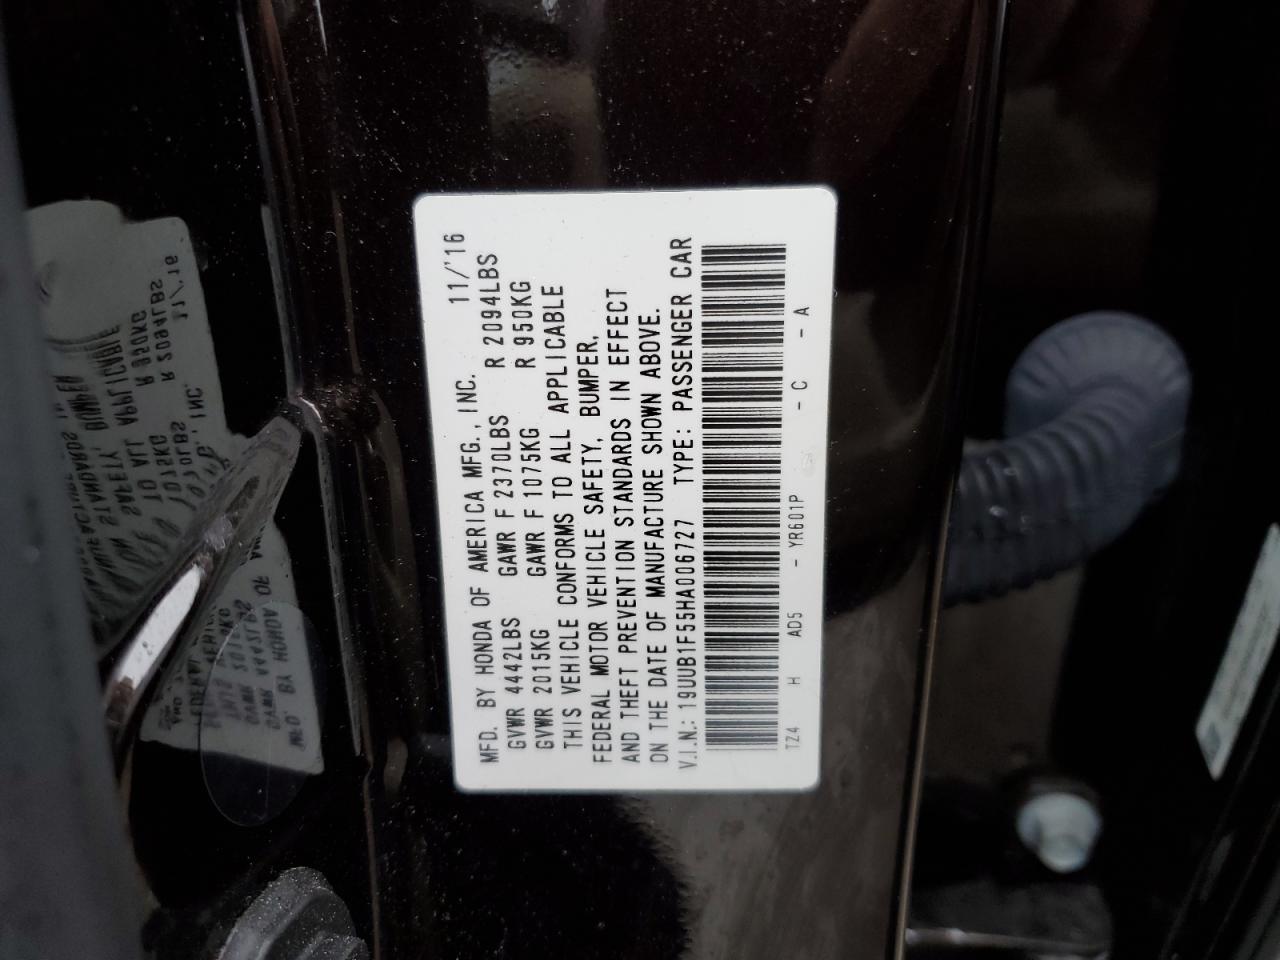 MFD. BY HONDA OF AMERICA MFG., INC. 11/'16
GVWR 4442LBS GAWR F 2370LBS R 2094LBS
GVWR 2015KG GAWR F 1075KG R 950KG
THIS VEHICLE CONFORMS TO ALL APPLICABLE
FEDERAL MOTOR VEHICLE SAFETY, BUMPER,
AND THEFT PREVENTION STANDARDS IN EFFECT
ON THE DATE OF MANUFACTURE SHOWN ABOVE.
V.I.N.: 19UUB1F55HA006727 TYPE: PASSENGER CAR
TZ4 H AD5 - YR601P - C - A